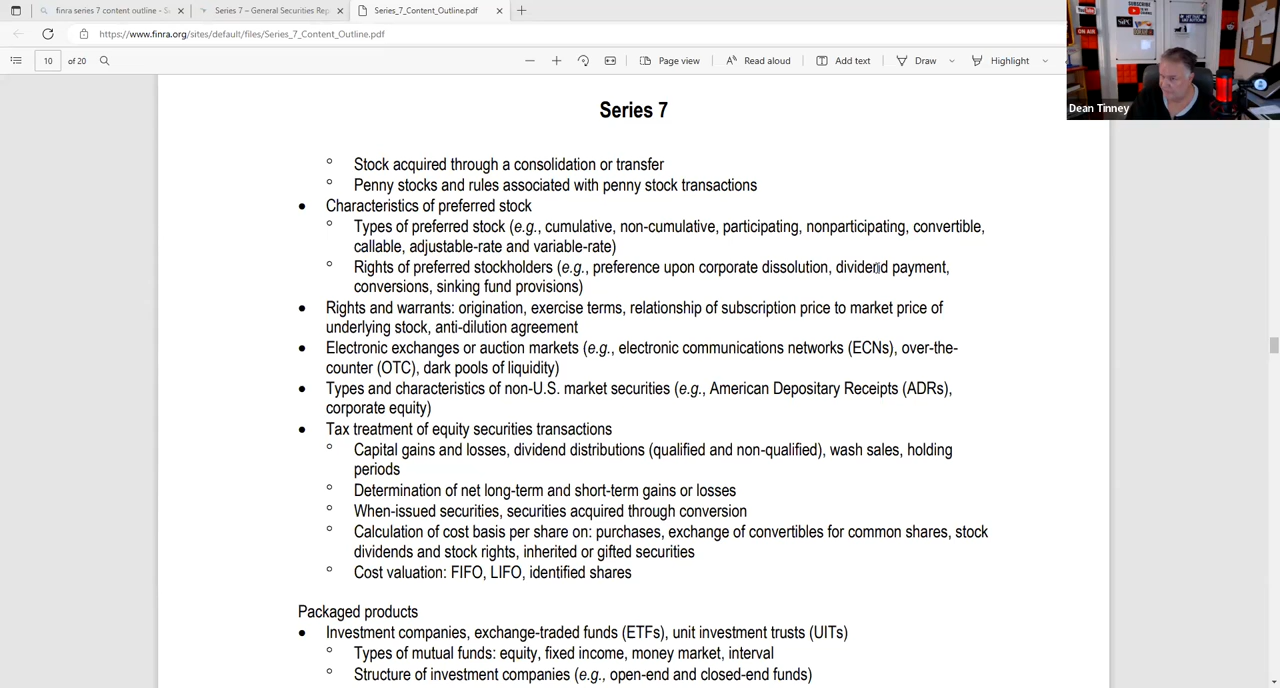 finra series 7 content outline - Se
Series 7 – General Securities Rep
Series_7_Content_Outline.pdf
https://www.finra.org/sites/default/files/Series_7_Content_Outline.pdf
10 of 20
Page view
Read aloud
Add text
Draw
Highlight
SUBSCRIBE
YouTube
SIPC
ON AIR
Dean Tinney
Series 7
° Stock acquired through a consolidation or transfer
° Penny stocks and rules associated with penny stock transactions
• Characteristics of preferred stock
° Types of preferred stock (e.g., cumulative, non-cumulative, participating, nonparticipating, convertible,
callable, adjustable-rate and variable-rate)
° Rights of preferred stockholders (e.g., preference upon corporate dissolution, dividend payment,
conversions, sinking fund provisions)
• Rights and warrants: origination, exercise terms, relationship of subscription price to market price of
underlying stock, anti-dilution agreement
• Electronic exchanges or auction markets (e.g., electronic communications networks (ECNs), over-the-
counter (OTC), dark pools of liquidity)
• Types and characteristics of non-U.S. market securities (e.g., American Depositary Receipts (ADRs),
corporate equity)
• Tax treatment of equity securities transactions
° Capital gains and losses, dividend distributions (qualified and non-qualified), wash sales, holding
periods
° Determination of net long-term and short-term gains or losses
° When-issued securities, securities acquired through conversion
° Calculation of cost basis per share on: purchases, exchange of convertibles for common shares, stock
dividends and stock rights, inherited or gifted securities
° Cost valuation: FIFO, LIFO, identified shares
Packaged products
• Investment companies, exchange-traded funds (ETFs), unit investment trusts (UITs)
° Types of mutual funds: equity, fixed income, money market, interval
° Structure of investment companies (e.g., open-end and closed-end funds)